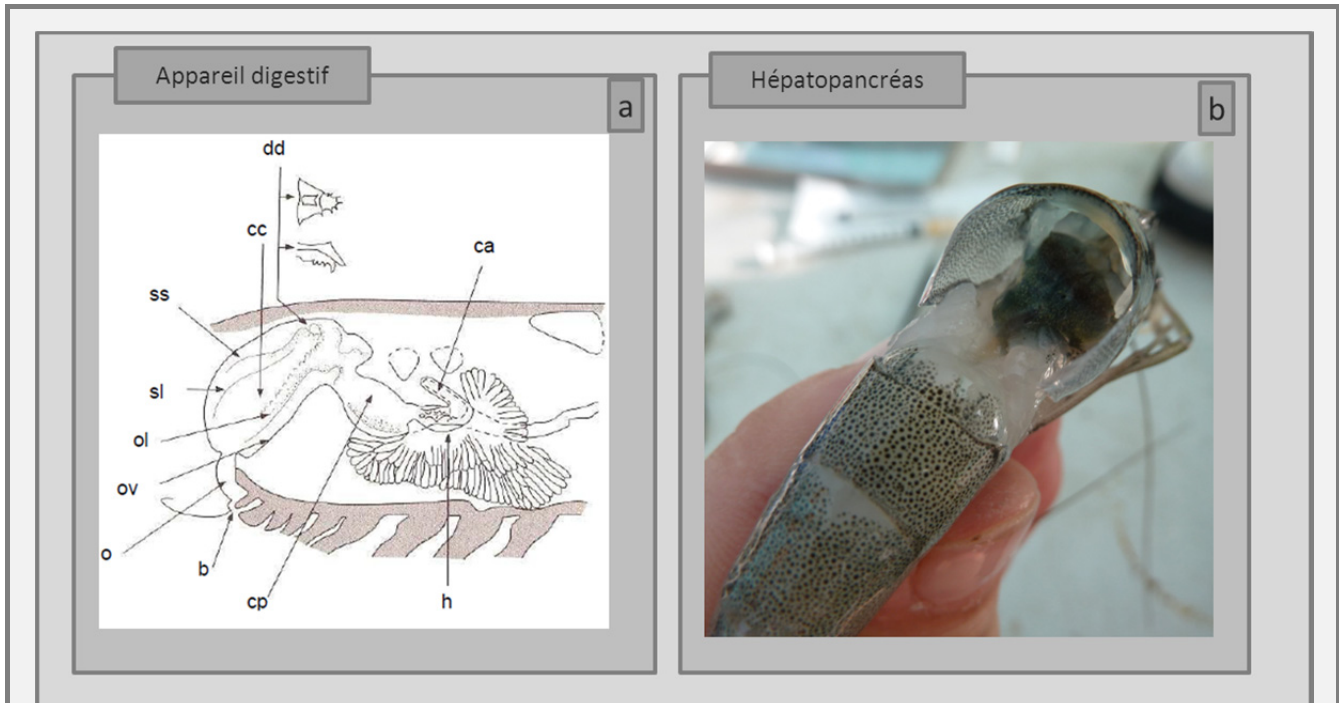 Appareil digestif
a
dd
cc
ca
ss
sl
ol
ov
o
b
cp
h
Hépatopancréas
b